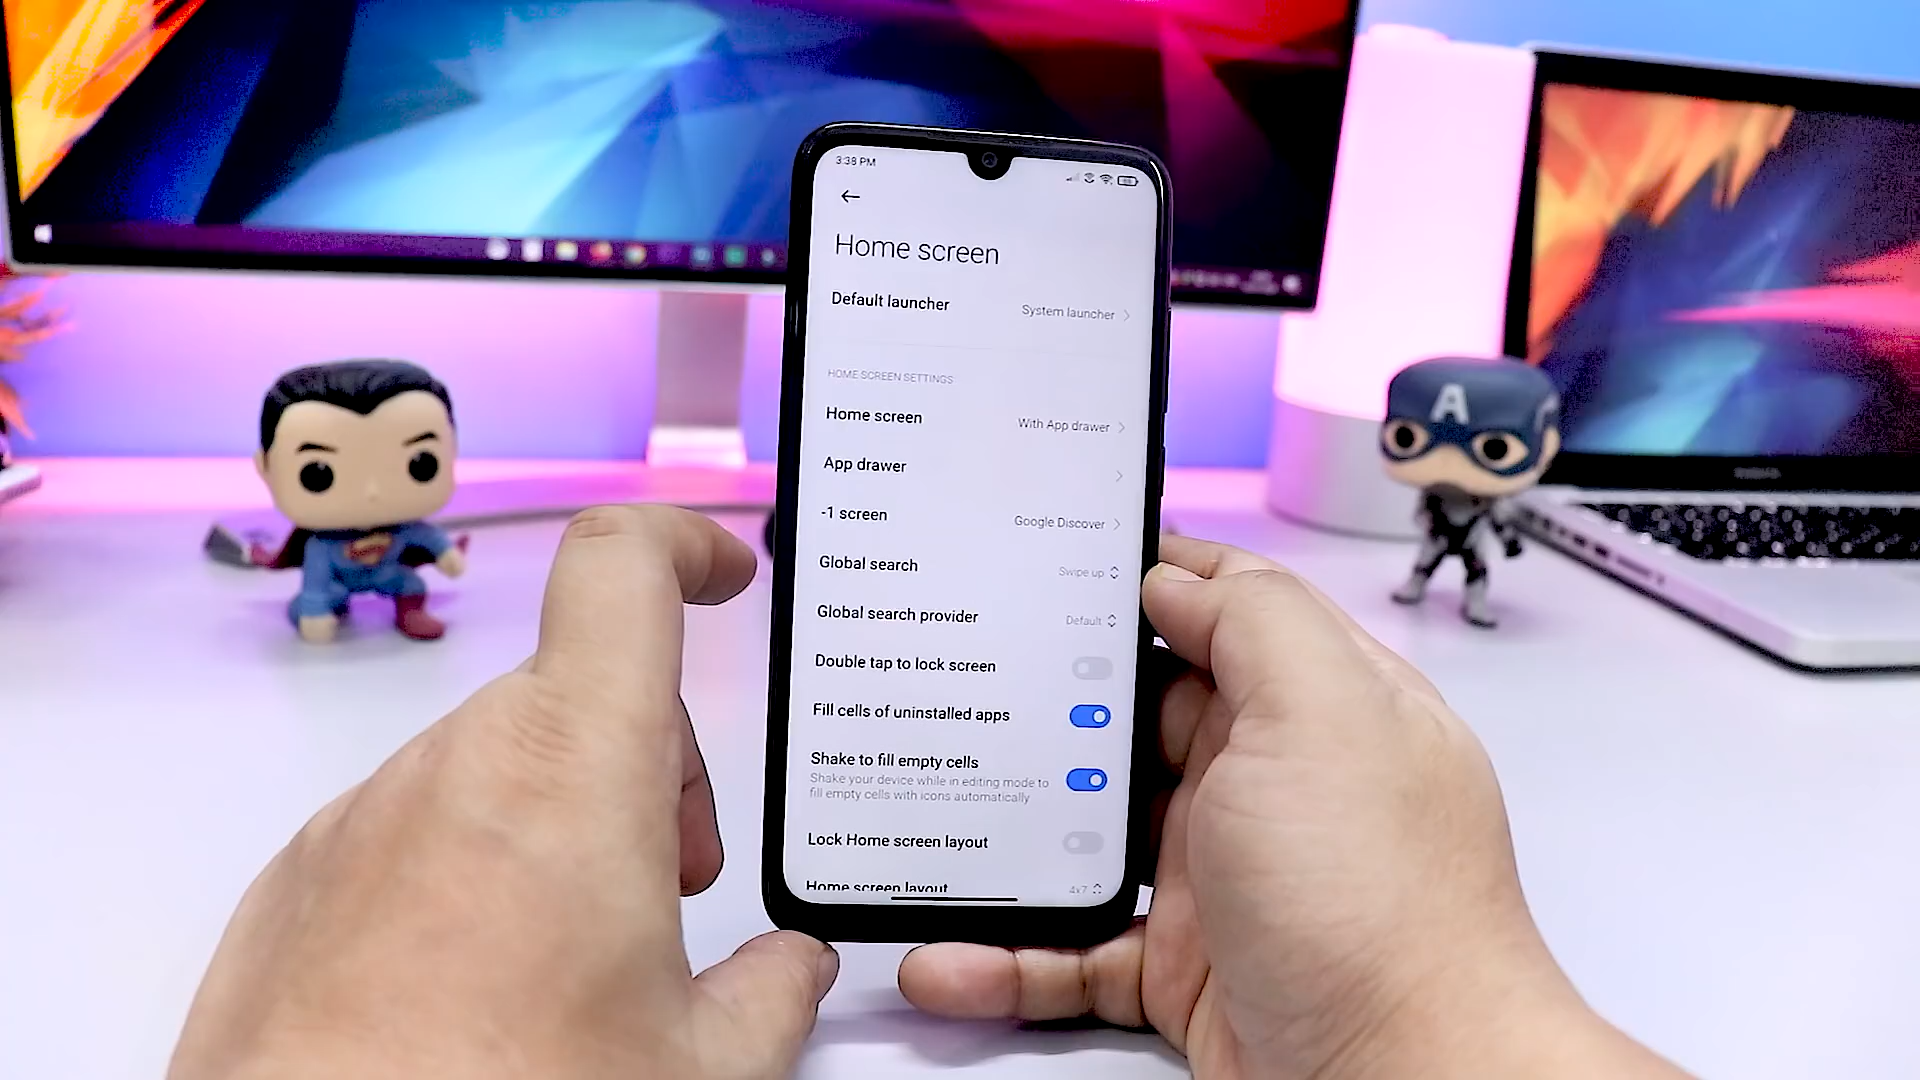 3:38 PM
Home screen
Default launcher System launcher
HOME SCREEN SETTINGS
Home screen With App drawer
App drawer
-1 screen Google Discover
Global search Swipe up
Global search provider Default
Double tap to lock screen
Fill cells of uninstalled apps
Shake to fill empty cells
Shake your device while in editing mode to
fill empty cells with icons automatically
Lock Home screen layout
Home screen layout 4x7
A